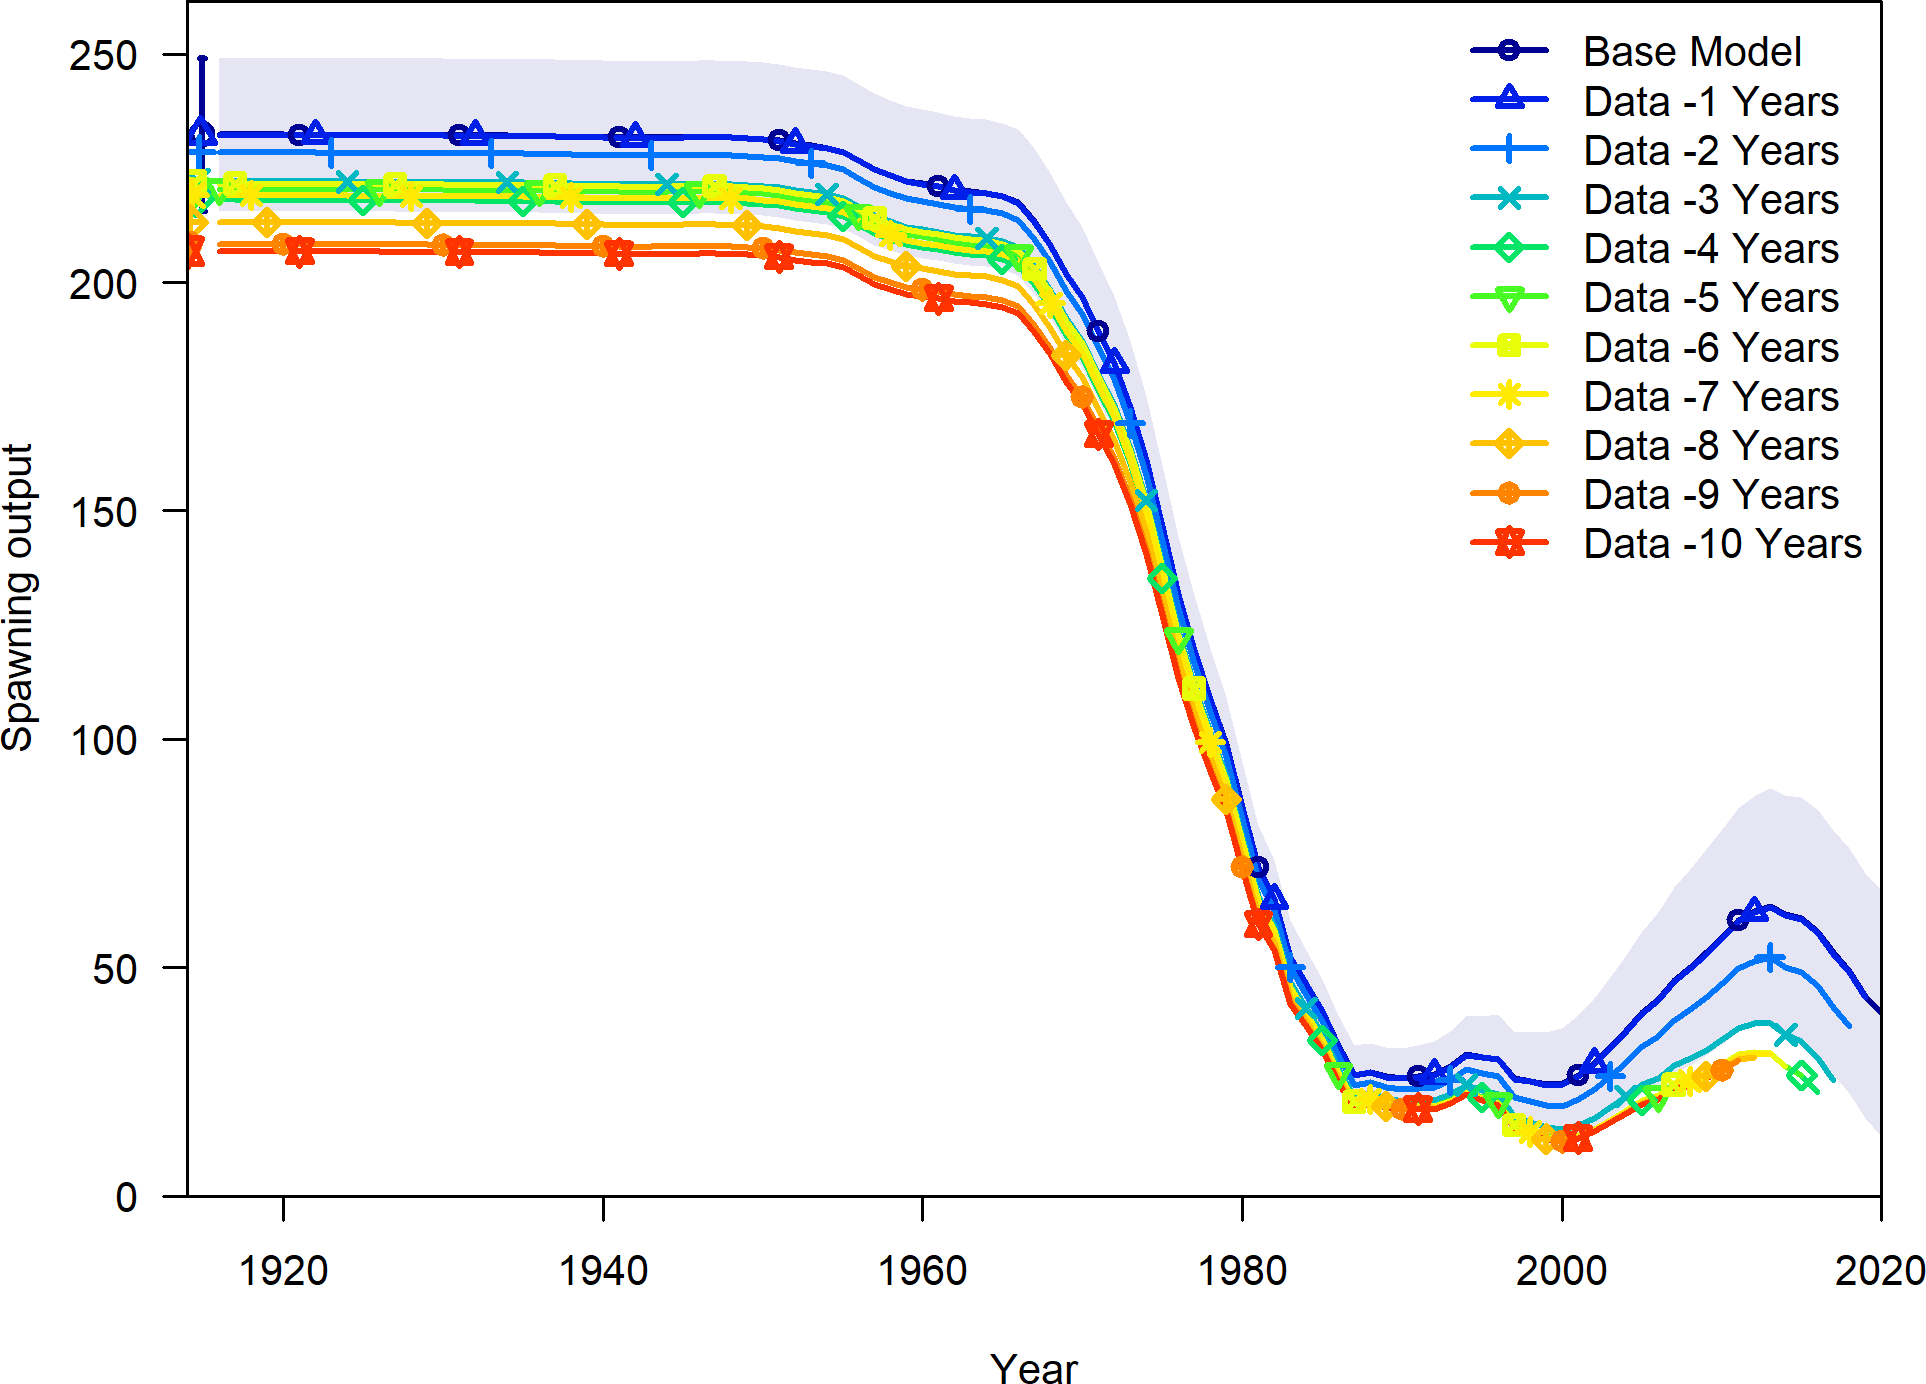 250
200
150
100
50
0
Spawning output
1920
1940
1960
1980
2000
2020
Year
Base Model
Data -1 Years
Data -2 Years
Data -3 Years
Data -4 Years
Data -5 Years
Data -6 Years
Data -7 Years
Data -8 Years
Data -9 Years
Data -10 Years